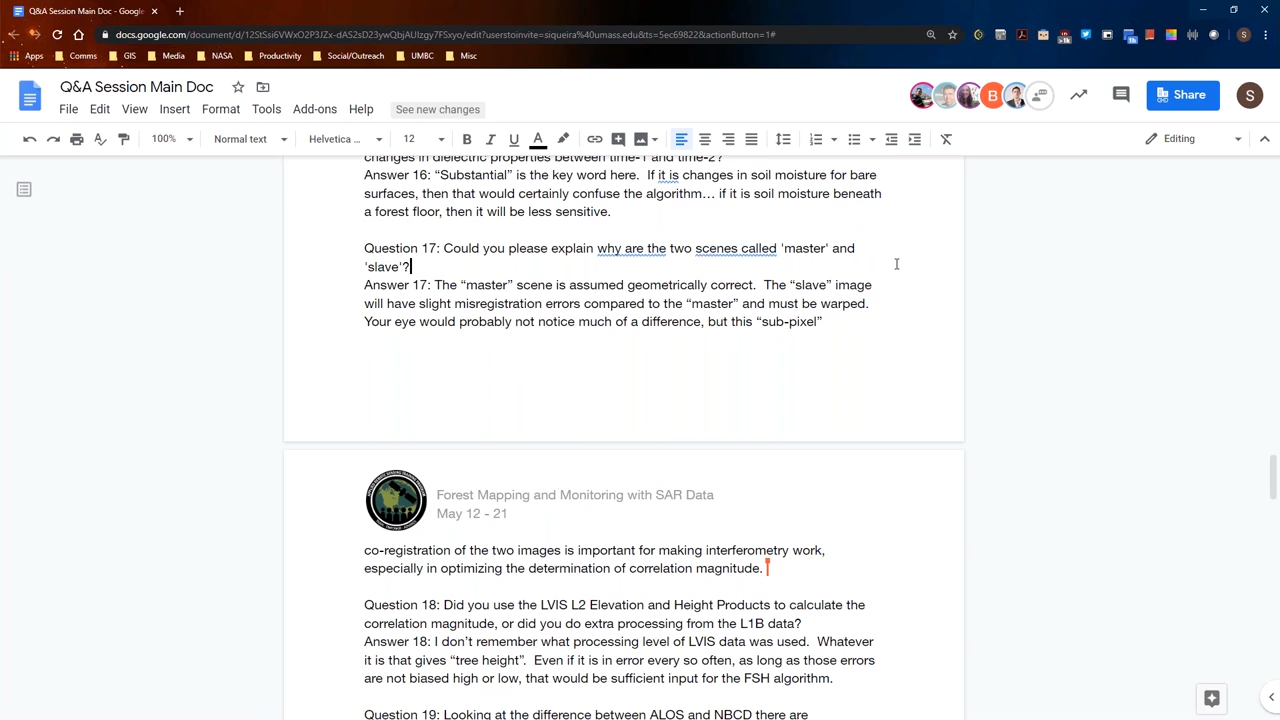 Q&A Session Main Doc - Google
docs.google.com/document/d/12StSsi6VWxO2P3JZx-dAS2sD23ywQbjAUIzgy7FSxyo/edit?userstoinvite=siqueira%40umass.edu&ts=5ec69822&actionButton=1#
Apps Comms GIS Media NASA Productivity Social/Outreach UMBC Misc
Q&A Session Main Doc
File Edit View Insert Format Tools Add-ons Help See new changes
B Share S
100% Normal text Helvetica ... 12 B I U A Editing
changes in dielectric properties between time-1 and time-2?
Answer 16: “Substantial” is the key word here. If it is changes in soil moisture for bare
surfaces, then that would certainly confuse the algorithm… if it is soil moisture beneath
a forest floor, then it will be less sensitive.
Question 17: Could you please explain why are the two scenes called 'master' and
'slave'?
Answer 17: The “master” scene is assumed geometrically correct. The “slave” image
will have slight misregistration errors compared to the “master” and must be warped.
Your eye would probably not notice much of a difference, but this “sub-pixel”
Forest Mapping and Monitoring with SAR Data
May 12 - 21
co-registration of the two images is important for making interferometry work,
especially in optimizing the determination of correlation magnitude.
Question 18: Did you use the LVIS L2 Elevation and Height Products to calculate the
correlation magnitude, or did you do extra processing from the L1B data?
Answer 18: I don’t remember what processing level of LVIS data was used. Whatever
it is that gives “tree height”. Even if it is in error every so often, as long as those errors
are not biased high or low, that would be sufficient input for the FSH algorithm.
Question 19: Looking at the difference between ALOS and NBCD there are